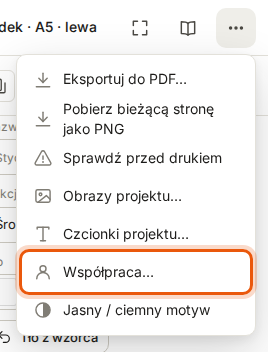 dek · A5 · lewa
Eksportuj do PDF...
Pobierz bieżącą stronę
jako PNG
Sprawdź przed drukiem
Obrazy projektu...
Czcionki projektu...
Współpraca...
Jasny / ciemny motyw
Tło z wzorca